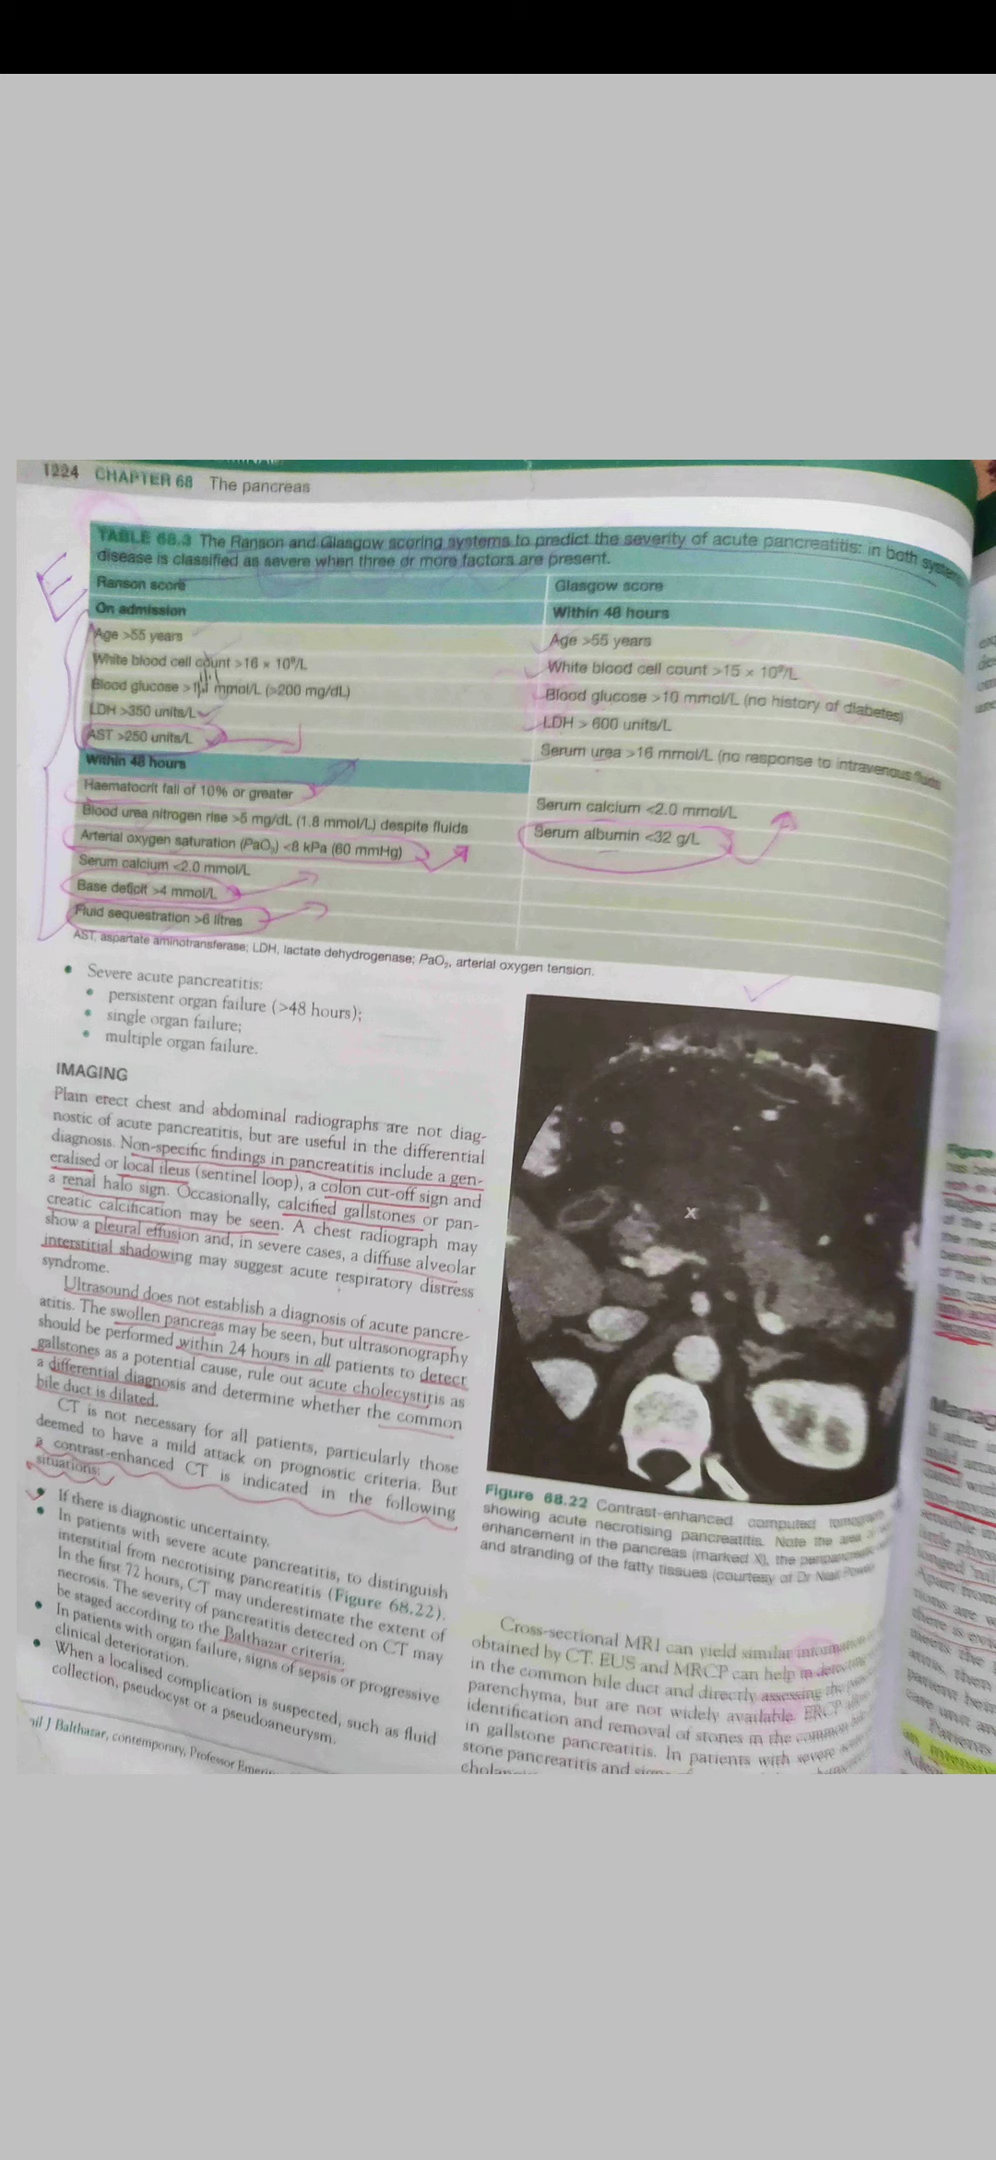 1224 CHAPTER 68 The pancreas
TABLE 68.3 The Ranson and Glasgow scoring systems to predict the severity of acute pancreatitis: in both
disease is classified as severe when three or more factors are present.
Ranson score
On admission
Age >55 years
White blood cell count >16 × 10⁹/L
Blood glucose > mmol/L (>200 mg/dL)
LDH >350 units/L
AST >250 units/L
Within 48 hours
Haematocrit fall of 10% or greater
Blood urea nitrogen rise >5 mg/dL (1.8 mmol/L) despite fluids
Arterial oxygen saturation (PaO₂) <8 kPa (60 mmHg)
Serum calcium <2.0 mmol/L
Base deficit >4 mmol/L
Fluid sequestration >6 litres
Glasgow score
Within 48 hours
Age >55 years
White blood cell count >15 × 10⁹/L
Blood glucose >10 mmol/L (no history of diabetes)
LDH > 600 units/L
Serum urea >16 mmol/L (no response to intravenous fluids
Serum calcium <2.0 mmol/L
Serum albumin <32 g/L
AST, aspartate aminotransferase; LDH, lactate dehydrogenase; PaO₂, arterial oxygen tension.
• Severe acute pancreatitis:
• persistent organ failure (>48 hours);
• single organ failure;
• multiple organ failure.
IMAGING
Plain erect chest and abdominal radiographs are not diag-
nostic of acute pancreatitis, but are useful in the differential
diagnosis. Non-specific findings in pancreatitis include a gen-
eralised or local ileus (sentinel loop), a colon cut-off sign and
a renal halo sign. Occasionally, calcified gallstones or pan-
creatic calcification may be seen. A chest radiograph may
show a pleural effusion and, in severe cases, a diffuse alveolar
interstitial shadowing may suggest acute respiratory distress
syndrome.
Ultrasound does not establish a diagnosis of acute pancre-
atitis. The swollen pancreas may be seen, but ultrasonography
should be performed within 24 hours in all patients to detect
gallstones as a potential cause, rule out acute cholecystitis as
a differential diagnosis and determine whether the common
bile duct is dilated.
CT is not necessary for all patients, particularly those
deemed to have a mild attack on prognostic criteria. But
a contrast-enhanced CT is indicated in the following
situations:
• If there is diagnostic uncertainty.
• In patients with severe acute pancreatitis, to distinguish
interstitial from necrotising pancreatitis (Figure 68.22).
In the first 72 hours, CT may underestimate the extent of
necrosis. The severity of pancreatitis detected on CT may
be staged according to the Balthazar criteria.
• In patients with organ failure, signs of sepsis or progressive
clinical deterioration.
• When a localised complication is suspected, such as fluid
collection, pseudocyst or a pseudoaneurysm.
J Balthazar, contemporary, Professor
X
Figure 68.22 Contrast-enhanced computed
showing acute necrotising pancreatitis. Note the area
enhancement in the pancreas (marked X), the
and stranding of the fatty tissues (courtesy of Dr Niall Power
Cross-sectional MRI can yield similar information
obtained by CT. EUS and MRCP can help in detecting
in the common bile duct and directly assessing the
parenchyma, but are not widely available. ERCP
identification and removal of stones in the common
in gallstone pancreatitis. In patients with severe
stone pancreatitis and
Figure
Manag